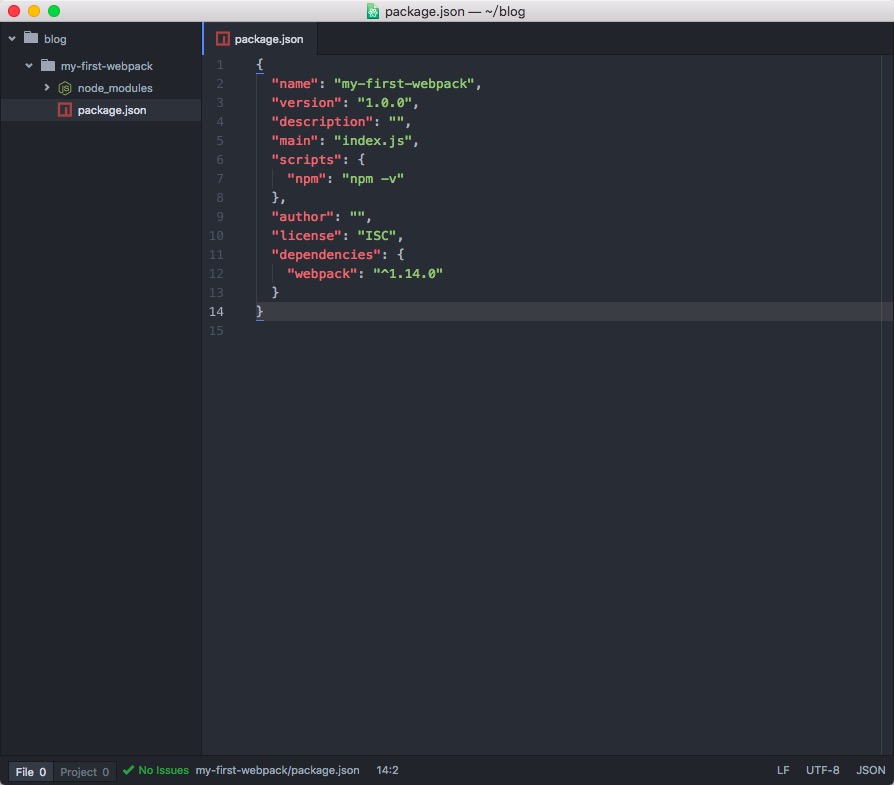 package.json — ~/blog
blog
my-first-webpack
node_modules
package.json
package.json
1 {
2 "name": "my-first-webpack",
3 "version": "1.0.0",
4 "description": "",
5 "main": "index.js",
6 "scripts": {
7 "npm": "npm -v"
8 },
9 "author": "",
10 "license": "ISC",
11 "dependencies": {
12 "webpack": "^1.14.0"
13 }
14 }
15
File 0 Project 0 No Issues my-first-webpack/package.json 14:2 LF UTF-8 JSON